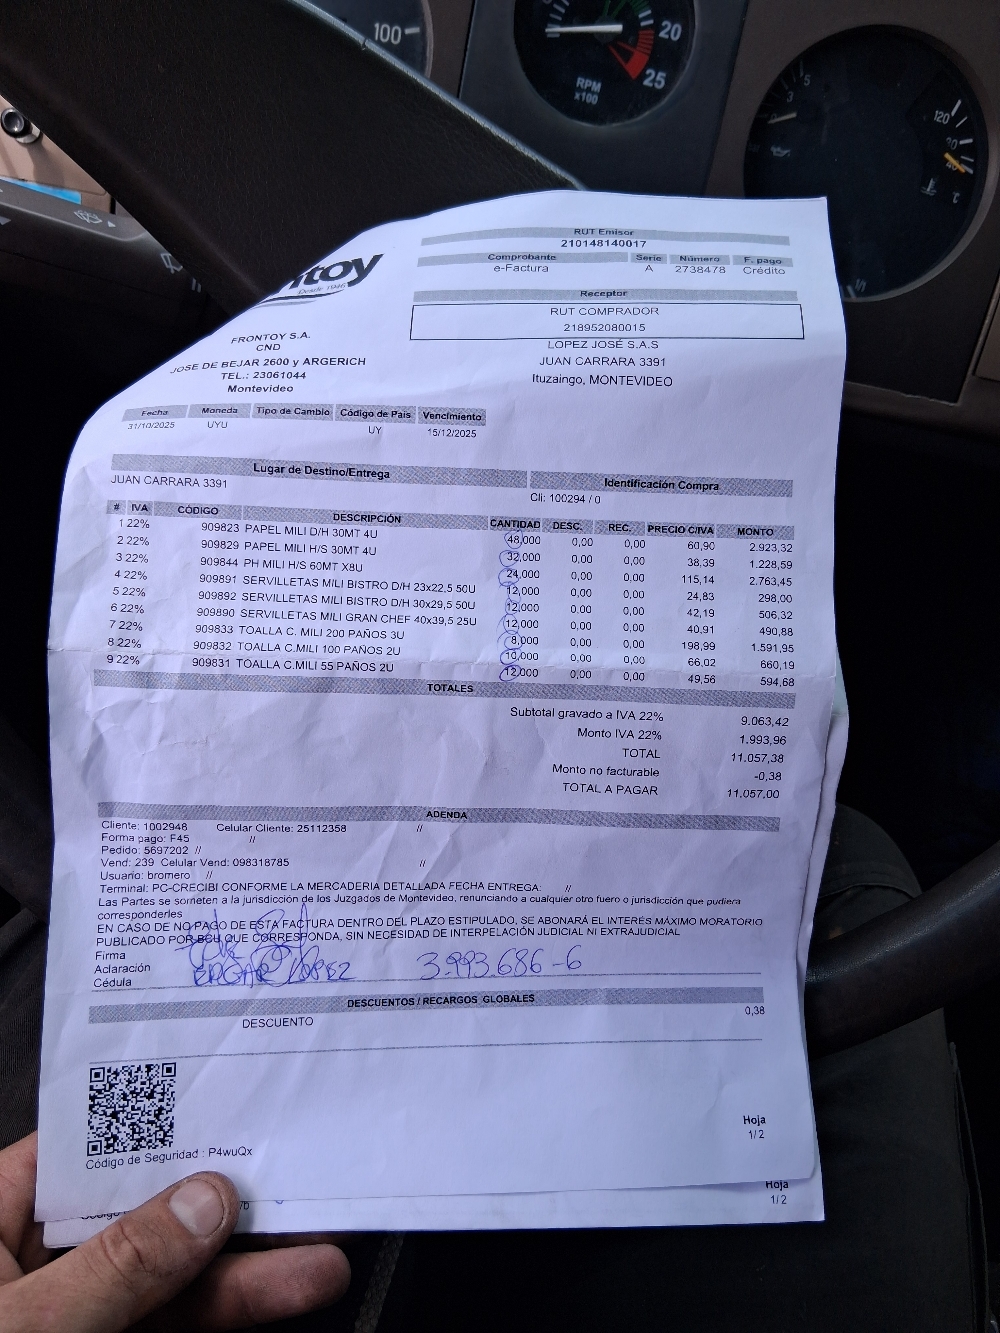 100
20
25
RPM
x100
3
5
120
°C
toy
Desde 1946
FRONTOY S.A.
CND
JOSE DE BEJAR 2600 y ARGERICH
TEL.: 23061044
Montevideo
RUT Emisor
210148140017
Comprobante Serie Número F. pago
e-Factura A 2738478 Crédito
Receptor
RUT COMPRADOR
218952080015
LOPEZ JOSÉ S.A.S
JUAN CARRARA 3391
Ituzaingo, MONTEVIDEO
Fecha Moneda Tipo de Cambio Código de País Vencimiento
31/10/2025 UYU UY 15/12/2025
Lugar de Destino/Entrega Identificación Compra
JUAN CARRARA 3391 Cli: 100294 / 0
# IVA CÓDIGO DESCRIPCIÓN CANTIDAD DESC. REC. PRECIO C/IVA MONTO
1 22% 909823 PAPEL MILI D/H 30MT 4U 48,000 0,00 0,00 60,90 2.923,32
2 22% 909829 PAPEL MILI H/S 30MT 4U 32,000 0,00 0,00 38,39 1.228,59
3 22% 909844 PH MILI H/S 60MT X8U 24,000 0,00 0,00 115,14 2.763,45
4 22% 909891 SERVILLETAS MILI BISTRO D/H 23x22,5 50U 12,000 0,00 0,00 24,83 298,00
5 22% 909892 SERVILLETAS MILI BISTRO D/H 30x29,5 50U 12,000 0,00 0,00 42,19 506,32
6 22% 909890 SERVILLETAS MILI GRAN CHEF 40x39,5 25U 12,000 0,00 0,00 40,91 490,88
7 22% 909833 TOALLA C. MILI 200 PAÑOS 3U 8,000 0,00 0,00 198,99 1.591,95
8 22% 909832 TOALLA C.MILI 100 PAÑOS 2U 10,000 0,00 0,00 66,02 660,19
9 22% 909831 TOALLA C.MILI 55 PAÑOS 2U 12,000 0,00 0,00 49,56 594,68
TOTALES
Subtotal gravado a IVA 22% 9.063,42
Monto IVA 22% 1.993,96
TOTAL 11.057,38
Monto no facturable -0,38
TOTAL A PAGAR 11.057,00
ADENDA
Cliente: 1002948 Celular Cliente: 25112358 //
Forma pago: F45 //
Pedido: 5697202 //
Vend: 239 Celular Vend: 098318785 //
Usuario: bromero //
Terminal: PC-CRECIBI CONFORME LA MERCADERIA DETALLADA FECHA ENTREGA: //
Las Partes se someten a la jurisdicción de los Juzgados de Montevideo, renunciando a cualquier otro fuero o jurisdicción que pudiera
corresponderles
EN CASO DE NO PAGO DE ESTA FACTURA DENTRO DEL PLAZO ESTIPULADO, SE ABONARÁ EL INTERÉS MÁXIMO MORATORIO
PUBLICADO POR BCU QUE CORRESPONDA, SIN NECESIDAD DE INTERPELACIÓN JUDICIAL NI EXTRAJUDICIAL
Firma
Aclaración EDGAR LOPEZ 3.993.686-6
Cédula
DESCUENTOS / RECARGOS GLOBALES
DESCUENTO 0,38
Código de Seguridad : P4wuQx
Hoja
1/2
Hoja
1/2